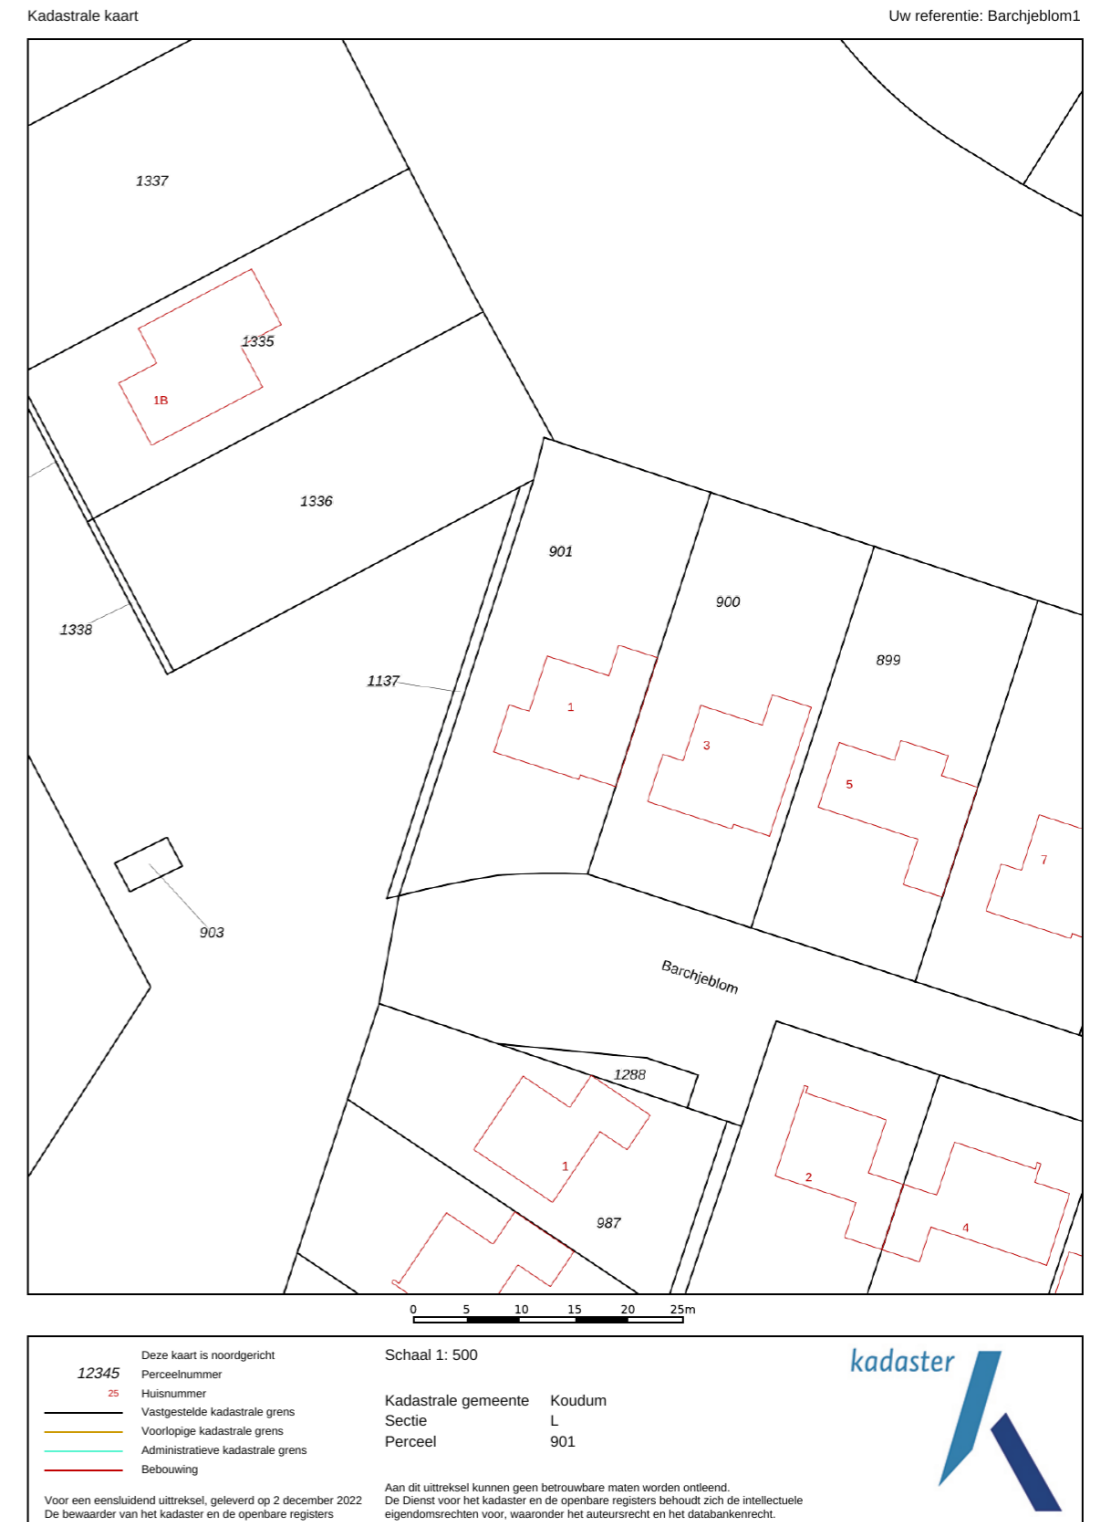 Kadastrale kaart
Uw referentie: Barchjeblom1
1337
1335
1B
1336
901
900
1338
899
1137
1
3
5
7
903
Barchjeblom
1288
1
2
987
4
0 5 10 15 20 25m
Deze kaart is noordgericht
12345 Perceelnummer
25 Huisnummer
Vastgestelde kadastrale grens
Voorlopige kadastrale grens
Administratieve kadastrale grens
Bebouwing
Voor een eensluidend uittreksel, geleverd op 2 december 2022
De bewaarder van het kadaster en de openbare registers
Schaal 1: 500
Kadastrale gemeente Koudum
Sectie L
Perceel 901
Aan dit uittreksel kunnen geen betrouwbare maten worden ontleend.
De Dienst voor het kadaster en de openbare registers behoudt zich de intellectuele
eigendomsrechten voor, waaronder het auteursrecht en het databankenrecht.
kadaster